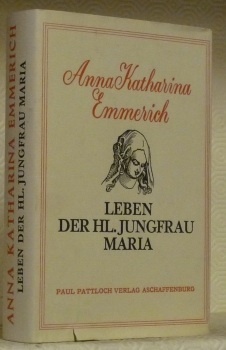 Anna Katharina
Emmerich
LEBEN
DER HL. JUNGFRAU
MARIA
PAUL PATTLOCH VERLAG ASCHAFFENBURG
ANNA KATHARINA EMMERICH
LEBEN DER HL. JUNGFRAU MARIA